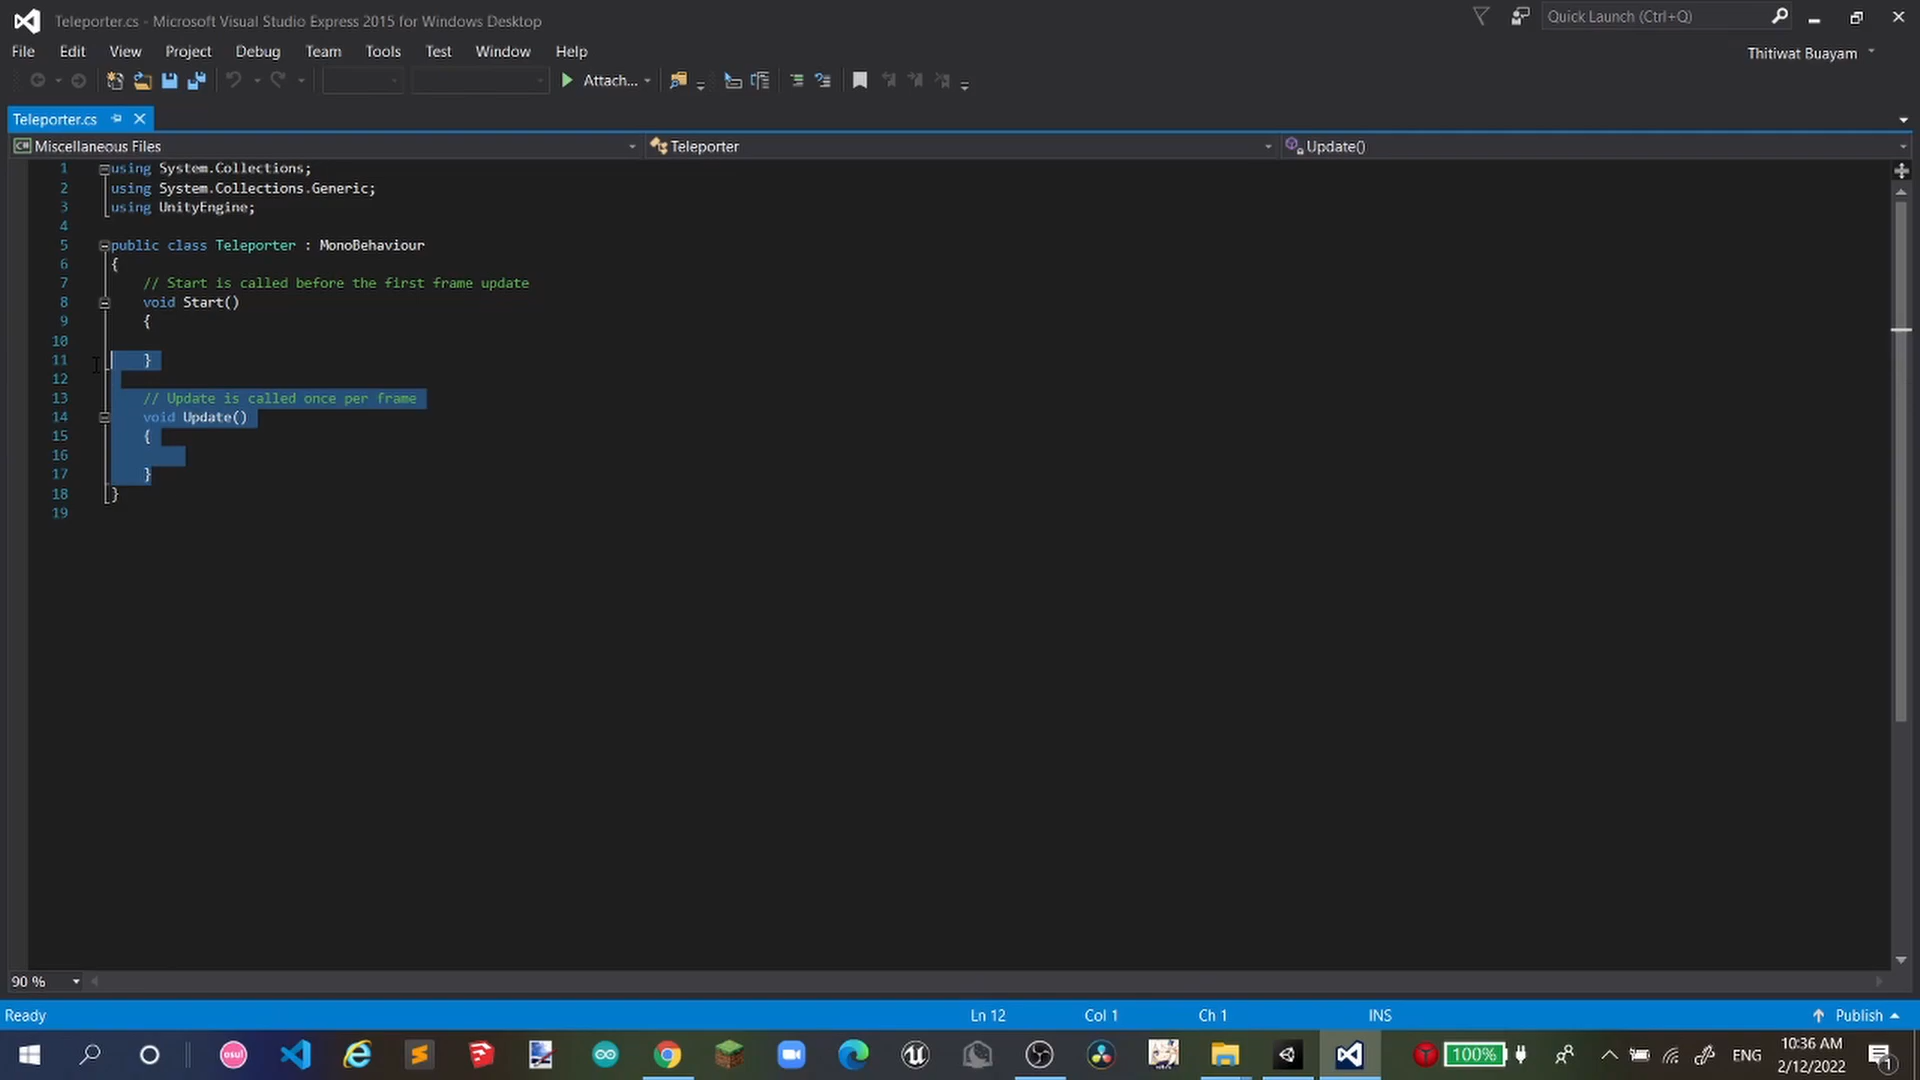 Teleporter.cs - Microsoft Visual Studio Express 2015 for Windows Desktop
Quick Launch (Ctrl+Q)
File Edit View Project Debug Team Tools Test Window Help
Thitiwat Buayam
Attach...
Teleporter.cs
Miscellaneous Files
Teleporter
Update()
1 using System.Collections;
2 using System.Collections.Generic;
3 using UnityEngine;
4
5 public class Teleporter : MonoBehaviour
6 {
7 // Start is called before the first frame update
8 void Start()
9 {
10
11 }
12
13 // Update is called once per frame
14 void Update()
15 {
16
17 }
18 }
19
90 %
Ready
Ln 12 Col 1 Ch 1 INS
Publish
osu!
100%
ENG
10:36 AM
2/12/2022
1